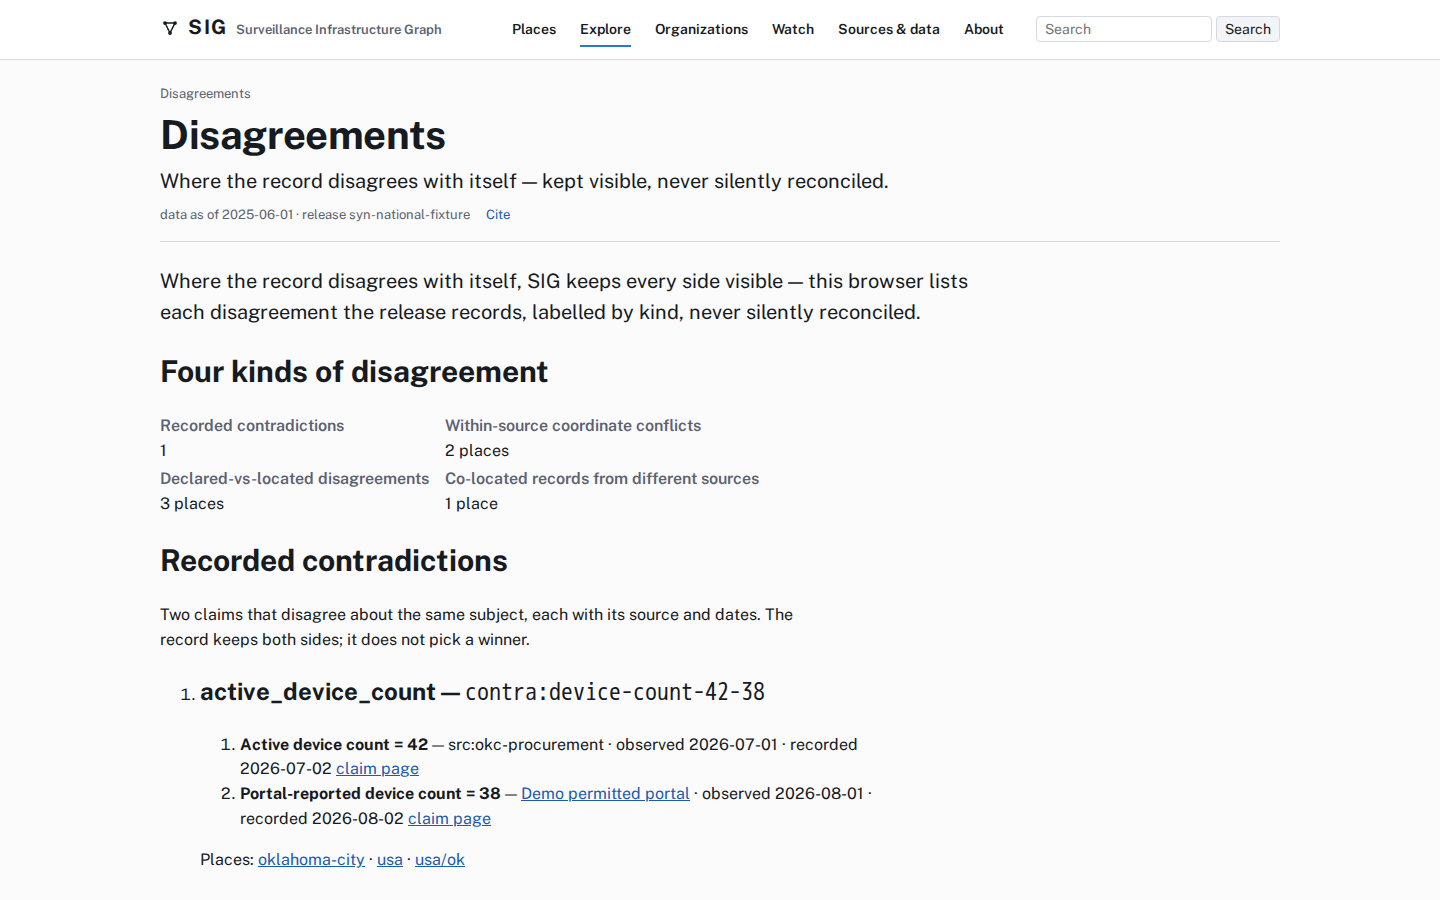 SIG Surveillance Infrastructure Graph Places Explore Organizations Watch Sources & data About Search Search
Disagreements
Disagreements
Where the record disagrees with itself — kept visible, never silently reconciled.
data as of 2025-06-01 · release syn-national-fixture Cite
Where the record disagrees with itself, SIG keeps every side visible — this browser lists
each disagreement the release records, labelled by kind, never silently reconciled.
Four kinds of disagreement
Recorded contradictions Within-source coordinate conflicts
1 2 places
Declared-vs-located disagreements Co-located records from different sources
3 places 1 place
Recorded contradictions
Two claims that disagree about the same subject, each with its source and dates. The
record keeps both sides; it does not pick a winner.
1. active_device_count — contra:device-count-42-38
1. Active device count = 42 — src:okc-procurement · observed 2026-07-01 · recorded
2026-07-02 claim page
2. Portal-reported device count = 38 — Demo permitted portal · observed 2026-08-01 ·
recorded 2026-08-02 claim page
Places: oklahoma-city · usa · usa/ok